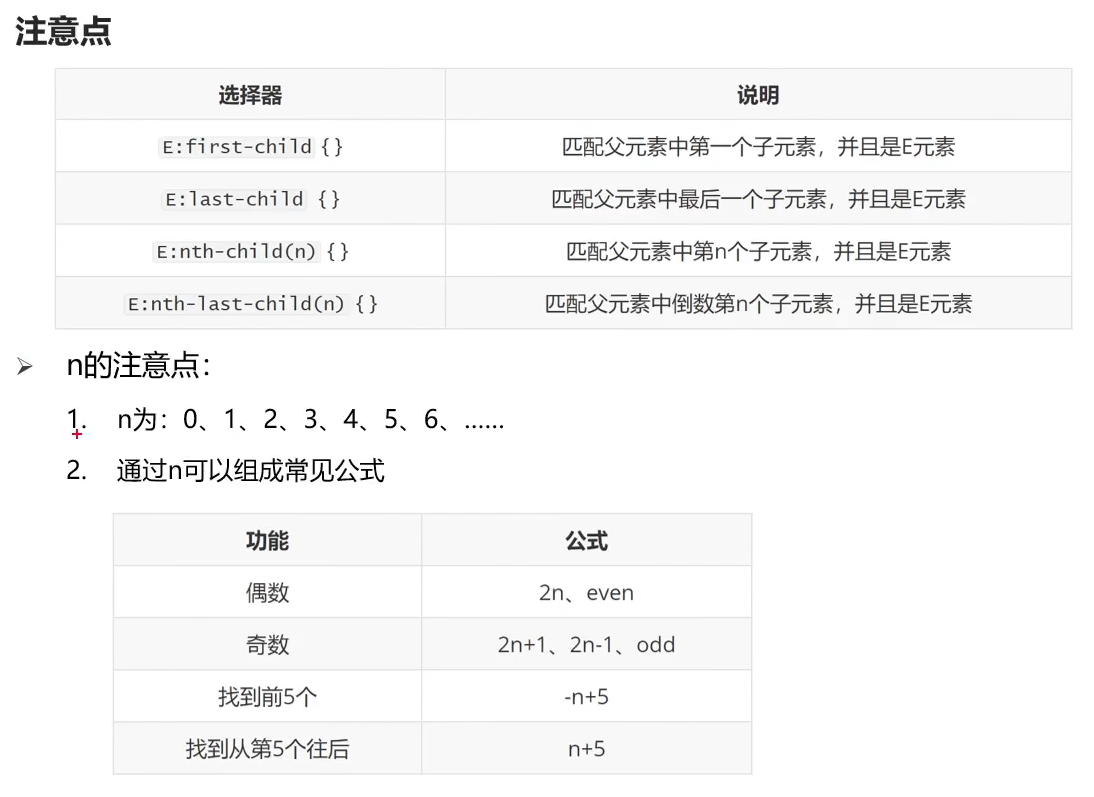 注意点
选择器 说明
E:first-child {} 匹配父元素中第一个子元素，并且是E元素
E:last-child {} 匹配父元素中最后一个子元素，并且是E元素
E:nth-child(n) {} 匹配父元素中第n个子元素，并且是E元素
E:nth-last-child(n) {} 匹配父元素中倒数第n个子元素，并且是E元素
➢ n的注意点：
1. n为：0、1、2、3、4、5、6、……
2. 通过n可以组成常见公式
功能 公式
偶数 2n、even
奇数 2n+1、2n-1、odd
找到前5个 -n+5
找到从第5个往后 n+5